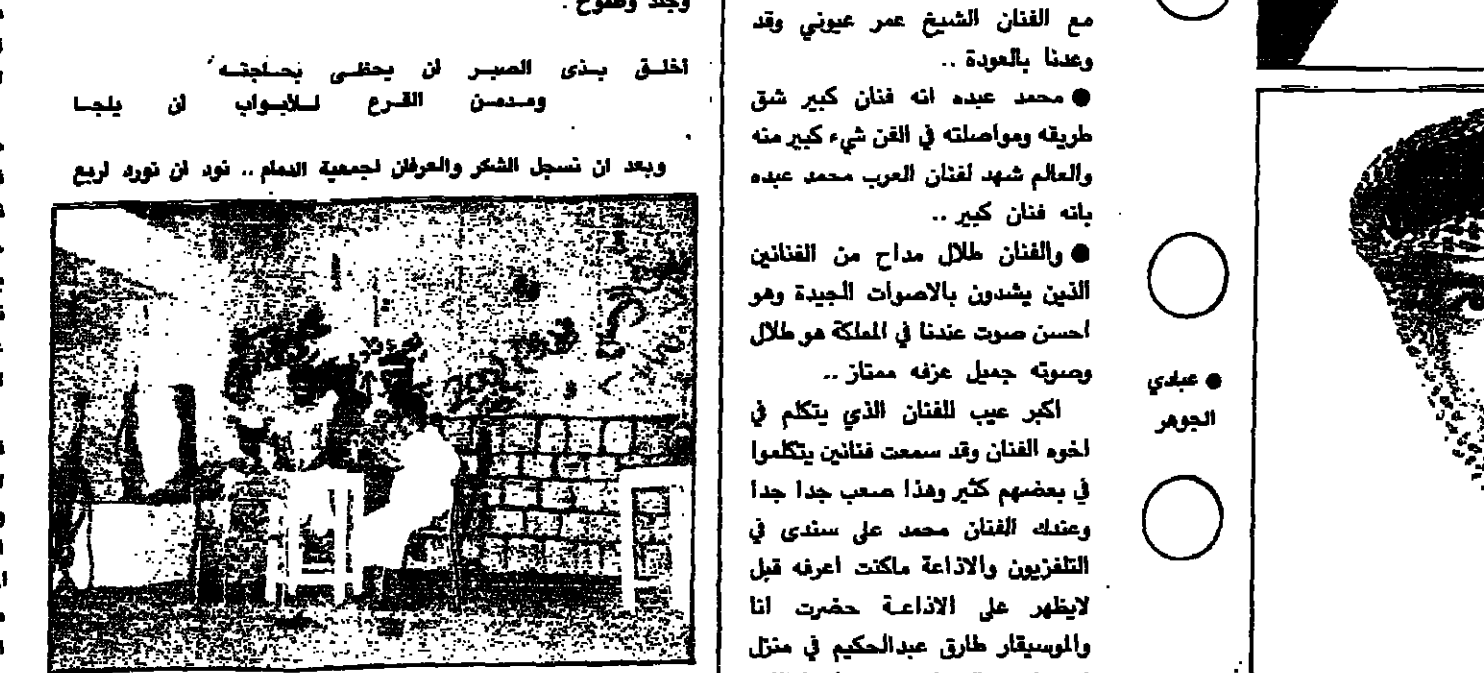 مع الفنان الشيخ عمر عيوني وقد
وعدنا بالعودة ..
● محمد عبده انه فنان كبير شق
طريقه ومواصلته في الفن شيء كبير منه
والعالم شهد لفنان العرب محمد عبده
بانه فنان كبير ..
● والفنان طلال مداح من الفنانين
الذين يشدون بالاصوات الجيدة وهو
احسن صوت عندنا في المملكة هو طلال
وصوته جميل عزفه ممتاز ..
اكبر عيب للفنان الذي يتكلم في
اخوه الفنان وقد سمعت فنانين يتكلموا
في بعضهم كثير وهذا صعب جدا جدا
وعندك الفنان محمد على سندى في
التلفزيون والاذاعة ماكنت اعرفه قبل
لايظهر على الاذاعة حضرت انا
والموسيقار طارق عبدالحكيم في منزل
● عبادي
الجوهر
وجلد وطموح .
أخلق بذى الصبر ان يحظى بحاجته
ومدمن القرع للابواب ان يلجا
وبعد ان نسجل الشكر والعرفان لجمعية الدمام .. نود ان نورد اربع